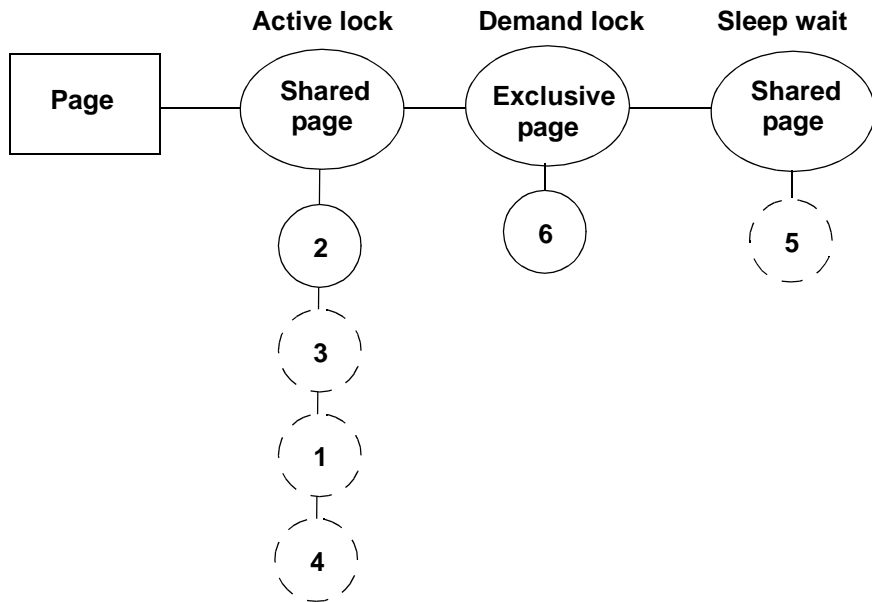 Active lock
Demand lock
Sleep wait
Page
Shared
page
Exclusive
page
Shared
page
2
6
5
3
1
4